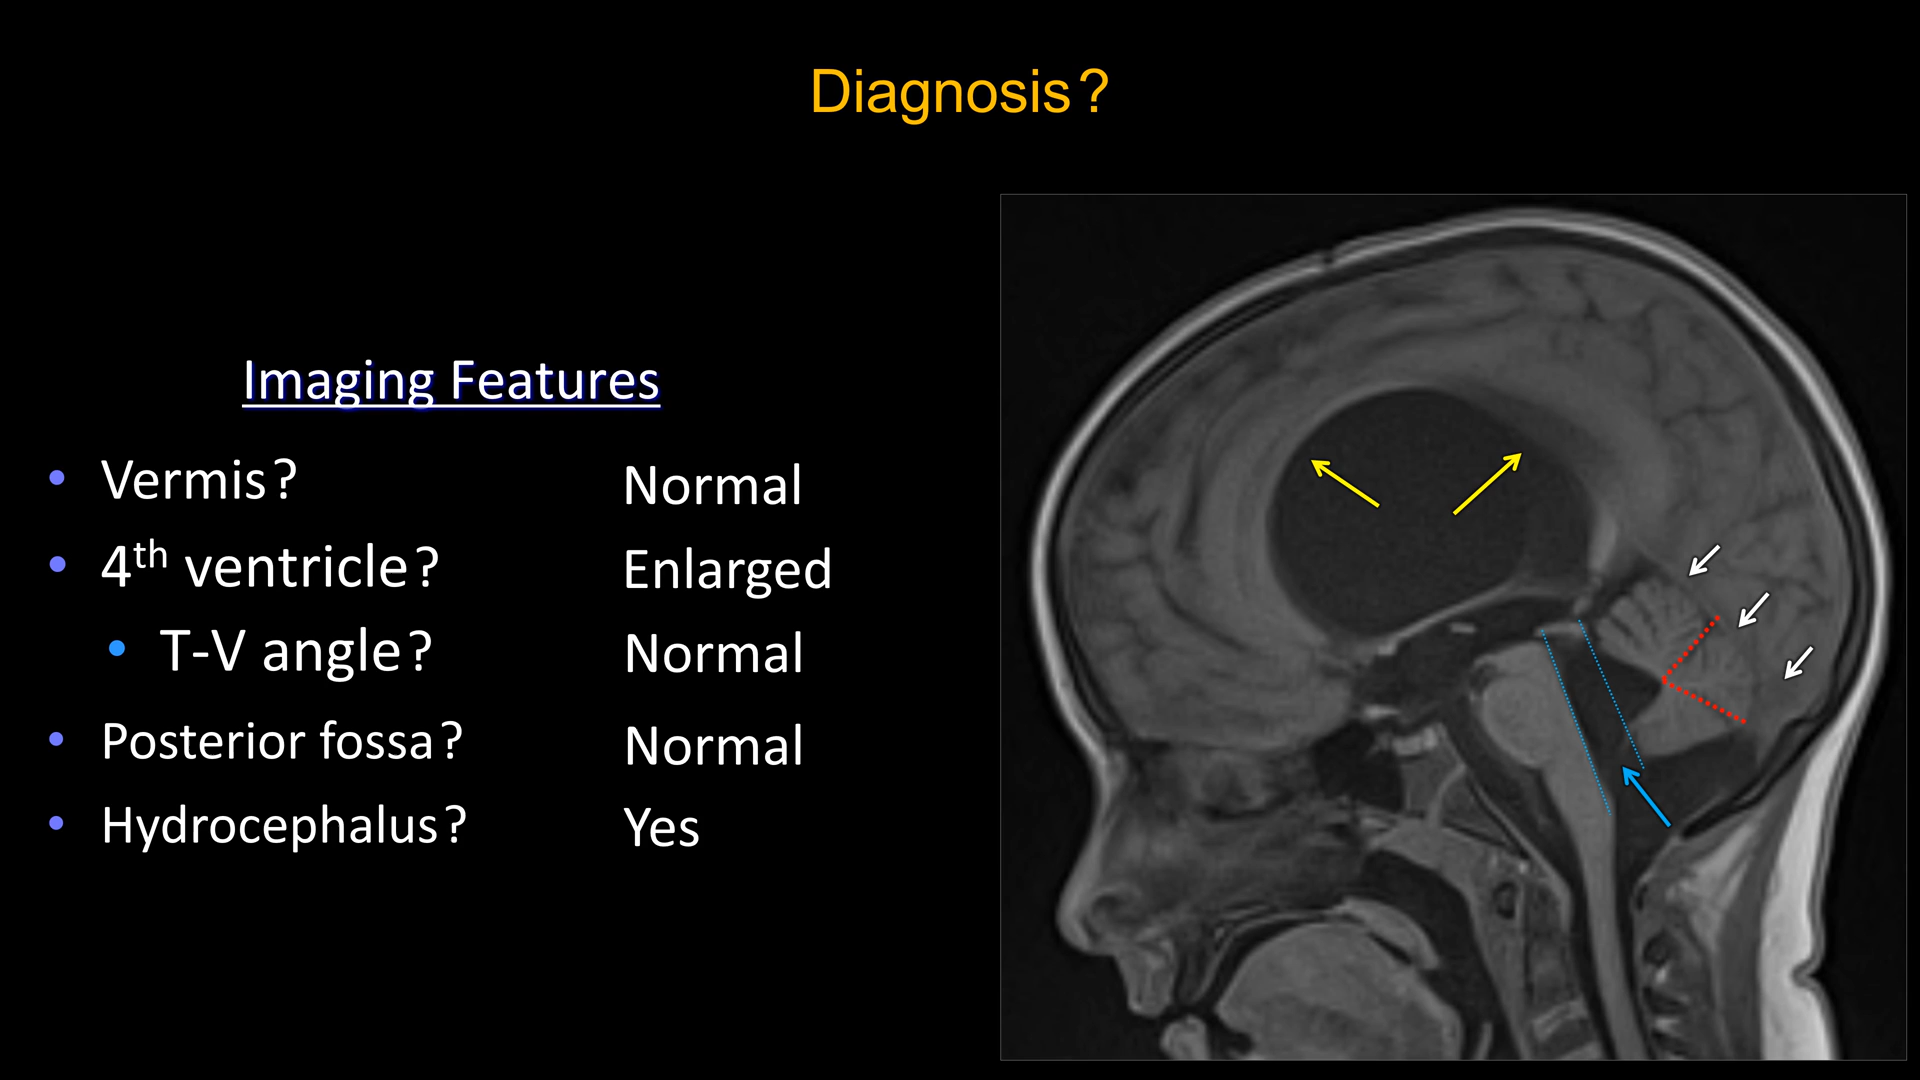 Diagnosis?
Imaging Features
• Vermis? Normal
• 4th ventricle? Enlarged
• T-V angle? Normal
• Posterior fossa? Normal
• Hydrocephalus? Yes